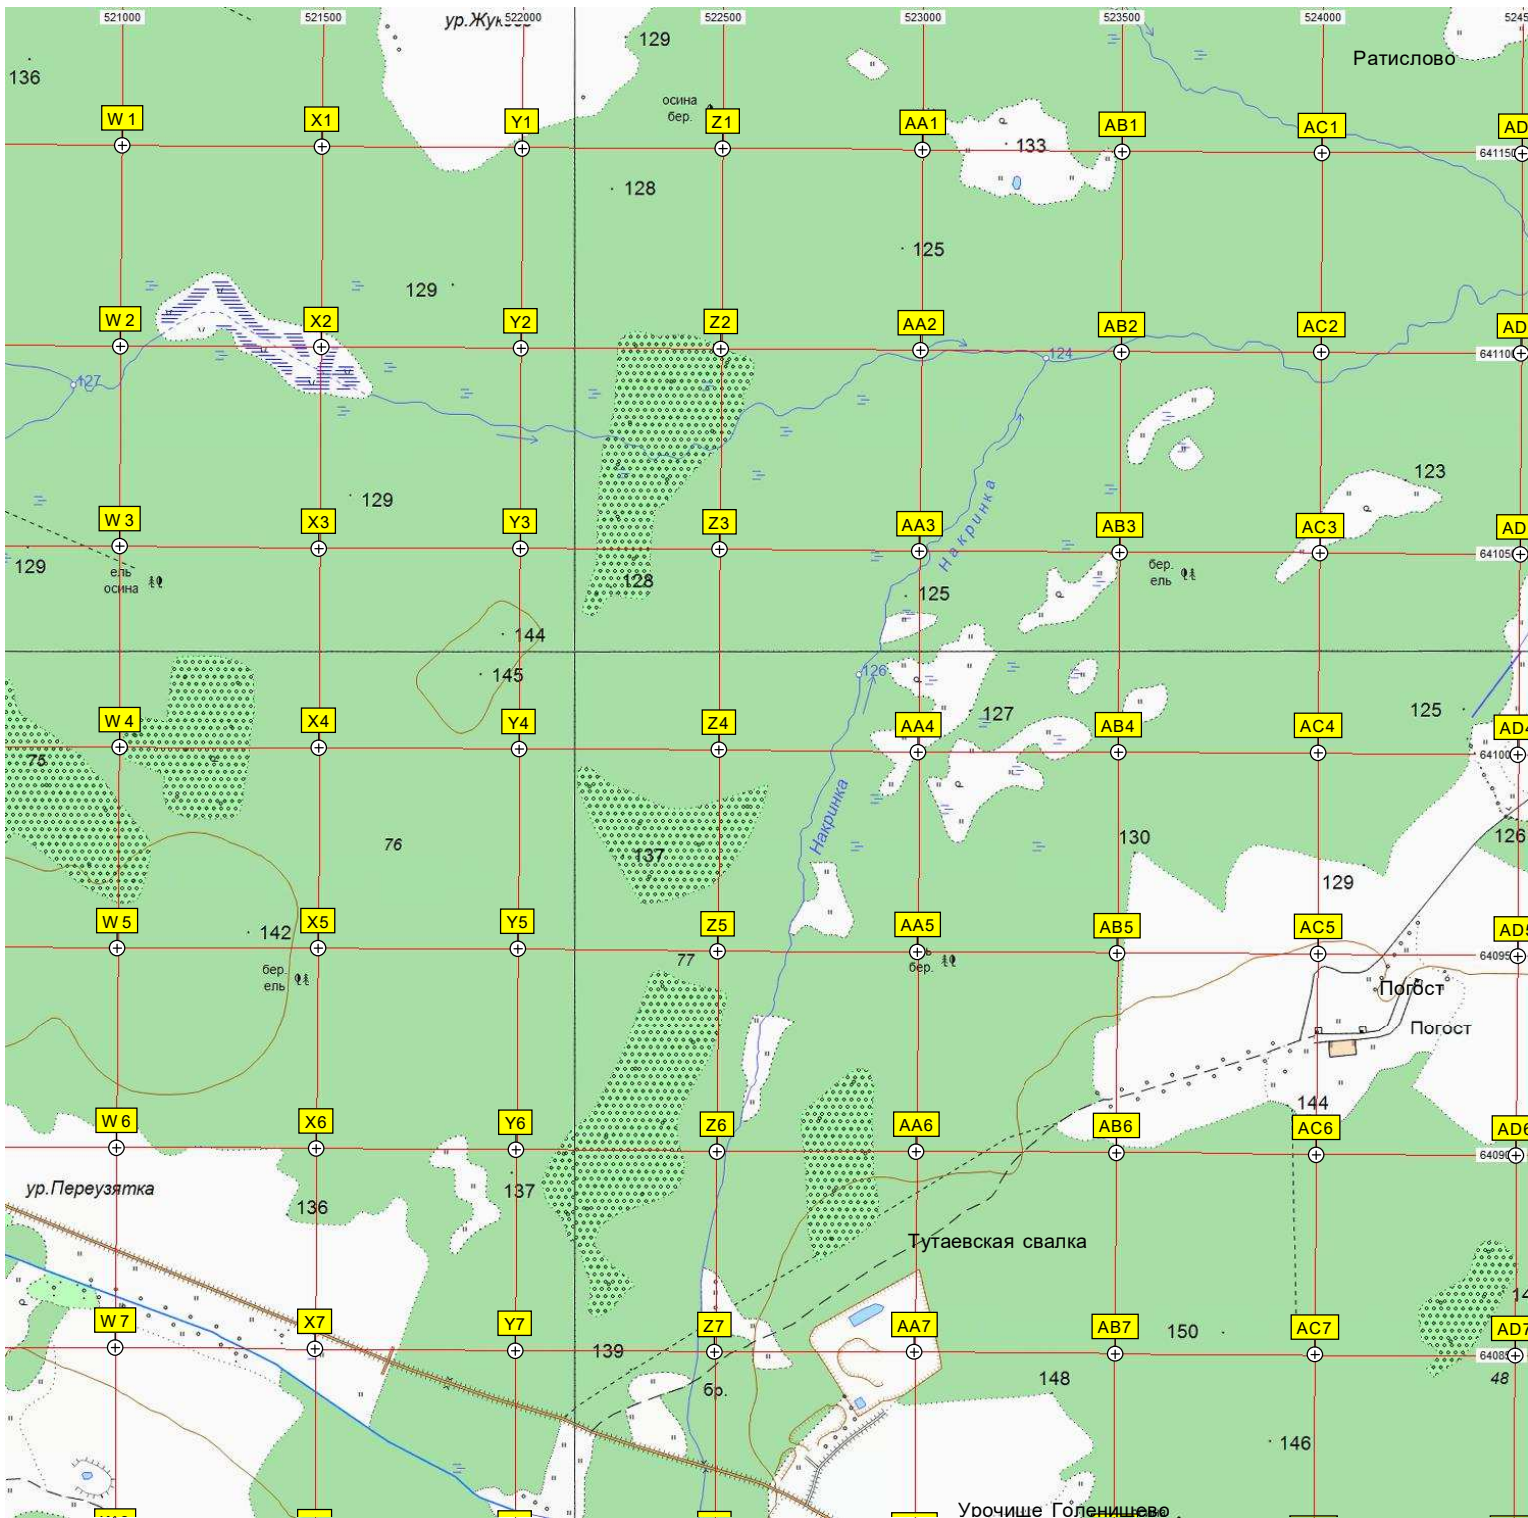 521000 521500 522000 522500 523000 523500 524000
129
Ратислово
136
осина
бер.
W 1 X1 Y1 Z1 AA1 AB1 AC1
133
128
125
129
W 2 X2 Y2 Z2 AA2 AB2 AC2
124
127
123
129
Накринка
W 3 X3 Y3 Z3 AA3 AB3 AC3
129
ель
осина
бер.
ель
128
125
144
145
126
127
125
W 4 X4 Y4 Z4 AA4 AB4 AC4 AD4
75
Накринка
76
137
130
126
129
W 5 X5 Y5 Z5 AA5 AB5 AC5 AD5
142
77
бер.
ель
бер.
Погост
Погост
144
W 6 X6 Y6 Z6 AA6 AB6 AC6 AD6
ур.Переузятка
137
136
Тутаевская свалка
W 7 X7 Y7 Z7 AA7 AB7 AC7 AD7
150
139
148
48
бр.
146
Урочище Голенищево